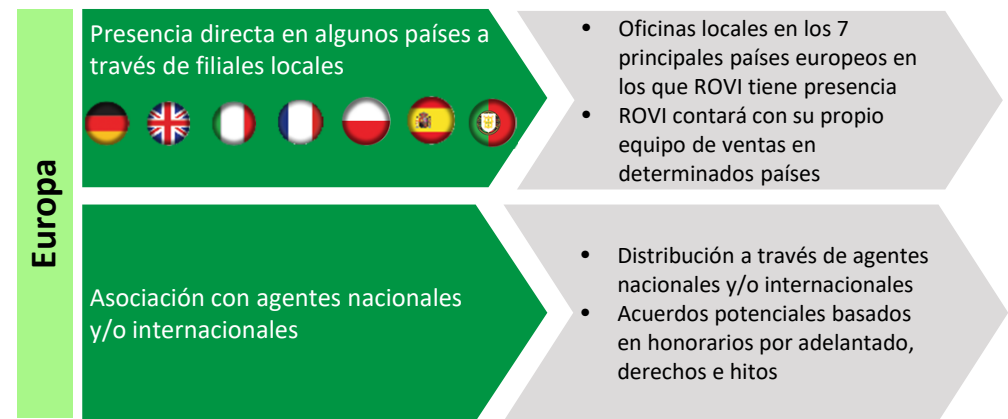 Europa
Presencia directa en algunos países a
través de filiales locales
• Oficinas locales en los 7
principales países europeos en
los que ROVI tiene presencia
• ROVI contará con su propio
equipo de ventas en
determinados países
Asociación con agentes nacionales
y/o internacionales
• Distribución a través de agentes
nacionales y/o internacionales
• Acuerdos potenciales basados
en honorarios por adelantado,
derechos e hitos